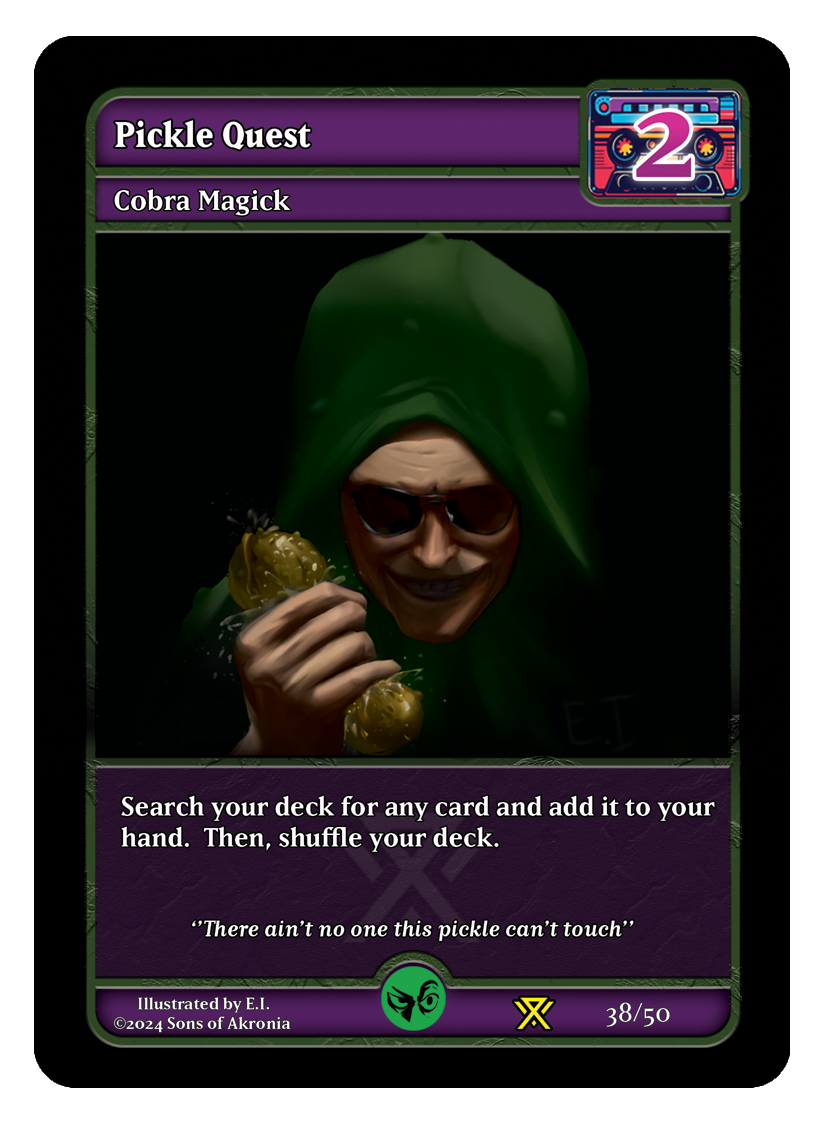 Pickle Quest
2
Cobra Magick
E.I
Search your deck for any card and add it to your
hand.  Then, shuffle your deck.
‘’There ain’t no one this pickle can’t touch’’
Illustrated by E.I.
©2024 Sons of Akronia
38/50